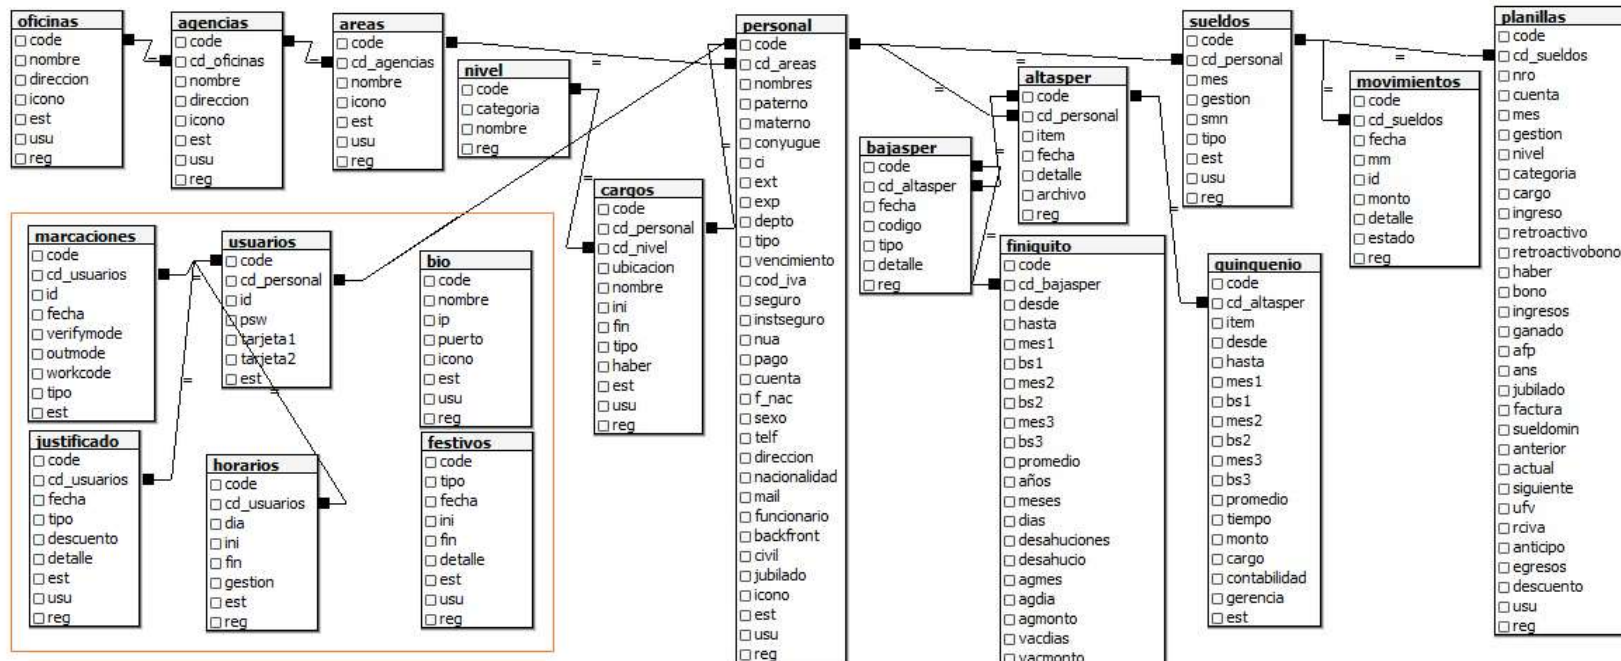 oficinas
code
nombre
direccion
icono
est
usu
reg
agencias
code
cd_oficinas
nombre
direccion
icono
est
usu
reg
areas
code
cd_agencias
nombre
icono
est
usu
reg
nivel
code
categoria
nombre
reg
cargos
code
cd_personal
cd_nivel
ubicacion
nombre
ini
fin
tipo
haber
est
usu
reg
personal
code
cd_areas
nombres
paterno
materno
conyugue
ci
ext
exp
depto
tipo
vencimiento
cod_iva
seguro
instseguro
nua
pago
cuenta
f_nac
sexo
telf
direccion
nacionalidad
mail
funcionario
backfront
civil
jubilado
icono
est
usu
reg
bajasper
code
cd_altasper
fecha
codigo
tipo
detalle
reg
altasper
code
cd_personal
item
fecha
detalle
archivo
reg
sueldos
code
cd_personal
mes
gestion
smn
tipo
est
usu
reg
movimientos
code
cd_sueldos
fecha
mm
id
monto
detalle
estado
reg
planillas
code
cd_sueldos
nro
cuenta
mes
gestion
nivel
categoria
cargo
ingreso
retroactivo
retroactivobono
haber
bono
ingresos
ganado
afp
ans
jubilado
factura
sueldomin
anterior
actual
siguiente
ufv
rciva
anticipo
egresos
descuento
usu
reg
finiquito
code
cd_bajasper
desde
hasta
mes1
bs1
mes2
bs2
mes3
bs3
promedio
años
meses
dias
desahuciones
desahucio
agmes
agdia
agmonto
vacdias
vacmonto
quinquenio
code
cd_altasper
item
desde
hasta
mes1
bs1
mes2
bs2
mes3
bs3
promedio
tiempo
monto
cargo
contabilidad
gerencia
est
marcaciones
code
cd_usuarios
id
fecha
verifymode
outmode
workcode
tipo
est
usuarios
code
cd_personal
id
psw
tarjeta1
tarjeta2
est
bio
code
nombre
ip
puerto
icono
est
usu
reg
justificado
code
cd_usuarios
fecha
tipo
descuento
detalle
est
usu
reg
horarios
code
cd_usuarios
dia
ini
fin
gestion
est
reg
festivos
code
tipo
fecha
ini
fin
detalle
est
usu
reg